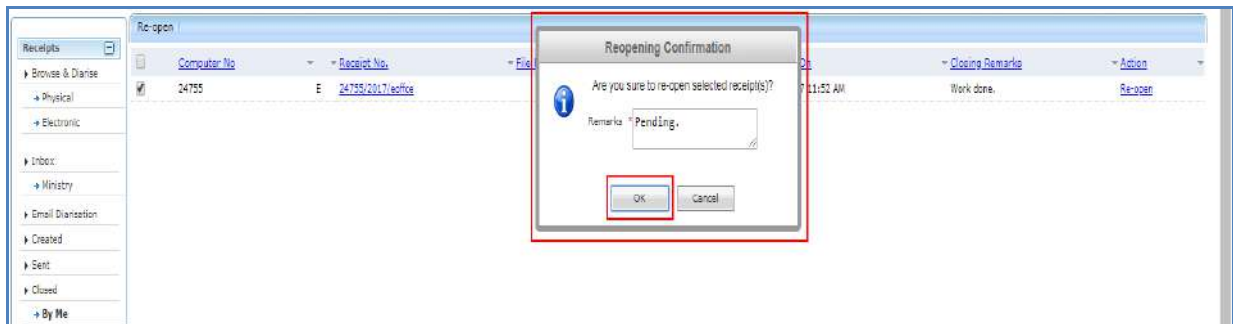 Re-open
Receipts
Browse & Diarise
Physical
Electronic
Inbox
Ministry
Email Diarisation
Created
Sent
Closed
By Me
Computer No Receipt No. Closing Remarks Action
24755 E 24755/2017/eoffice 11:52 AM Work done. Re-open
Reopening Confirmation
Are you sure to re-open selected receipt(s)?
Remarks * Pending.
OK Cancel